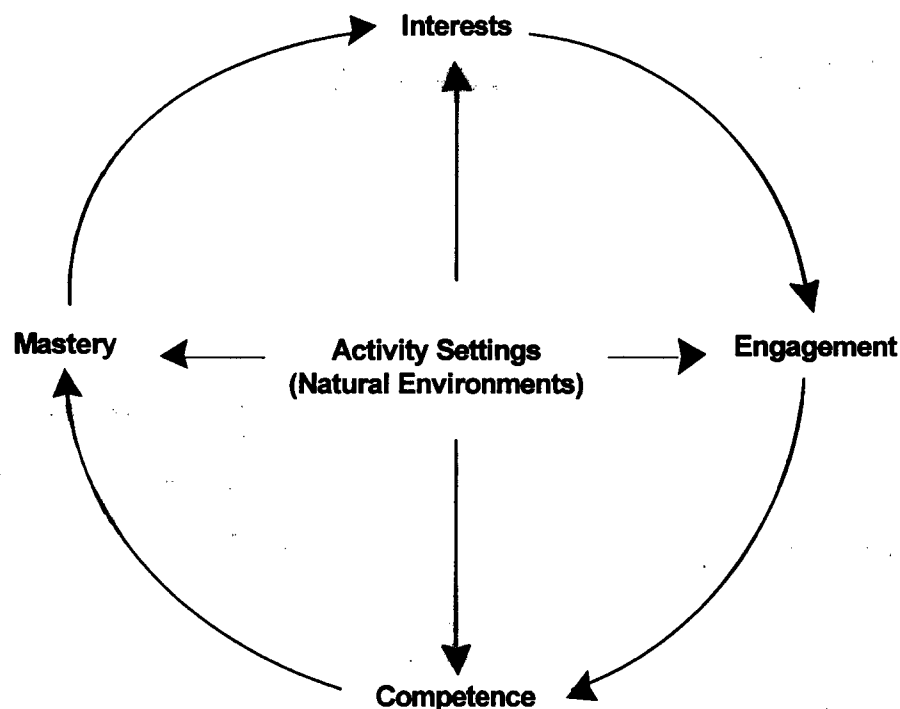 Interests
Mastery
Activity Settings
(Natural Environments)
Engagement
Competence